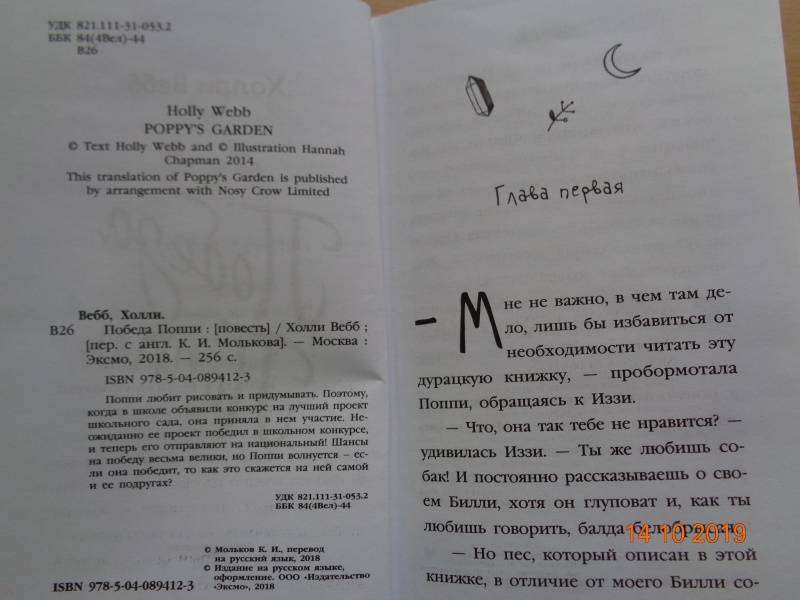 УДК 821.111-31-053.2
ББК 84(4Вел)-44
В26
Holly Webb
POPPY'S GARDEN
© Text Holly Webb and © Illustration Hannah
Chapman 2014
This translation of Poppy's Garden is published
by arrangement with Nosy Crow Limited
Вебб, Холли.
В26 Победа Поппи : [повесть] / Холли Вебб ;
[пер. с англ. К. И. Молькова]. — Москва :
Эксмо, 2018. — 256 с.
ISBN 978-5-04-089412-3
Поппи любит рисовать и придумывать. Поэтому,
когда в школе объявили конкурс на лучший проект
школьного сада, она приняла в нем участие. Не-
ожиданно ее проект победил в школьном конкурсе,
и теперь его отправляют на национальный! Шансы
на победу весьма велики, но Поппи волнуется — ес-
ли она победит, то как это скажется на ней самой
и ее подругах?
УДК 821.111-31-053.2
ББК 84(4Вел)-44
© Мольков К. И., перевод
на русский язык, 2018
© Издание на русском языке,
оформление. ООО «Издательство
«Эксмо», 2018
ISBN 978-5-04-089412-3
Глава первая
— Мне не важно, в чем там де-
ло, лишь бы избавиться от
необходимости читать эту
дурацкую книжку, — пробормотала
Поппи, обращаясь к Иззи.
— Что, она так тебе не нравится? —
удивилась Иззи. — Ты же любишь со-
бак! И постоянно рассказываешь о сво-
ем Билли, хотя он глуповат и, как ты
любишь говорить, балда белобрысая.
— Но пес, который описан в этой
книжке, в отличие от моего Билли со-
14 10 2019